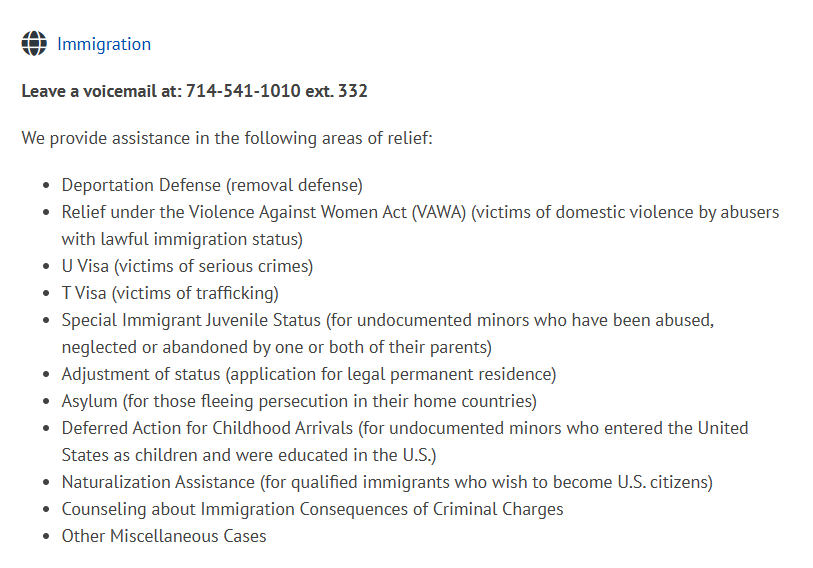 Immigration
Leave a voicemail at: 714-541-1010 ext. 332
We provide assistance in the following areas of relief:
• Deportation Defense (removal defense)
• Relief under the Violence Against Women Act (VAWA) (victims of domestic violence by abusers
with lawful immigration status)
• U Visa (victims of serious crimes)
• T Visa (victims of trafficking)
• Special Immigrant Juvenile Status (for undocumented minors who have been abused,
neglected or abandoned by one or both of their parents)
• Adjustment of status (application for legal permanent residence)
• Asylum (for those fleeing persecution in their home countries)
• Deferred Action for Childhood Arrivals (for undocumented minors who entered the United
States as children and were educated in the U.S.)
• Naturalization Assistance (for qualified immigrants who wish to become U.S. citizens)
• Counseling about Immigration Consequences of Criminal Charges
• Other Miscellaneous Cases